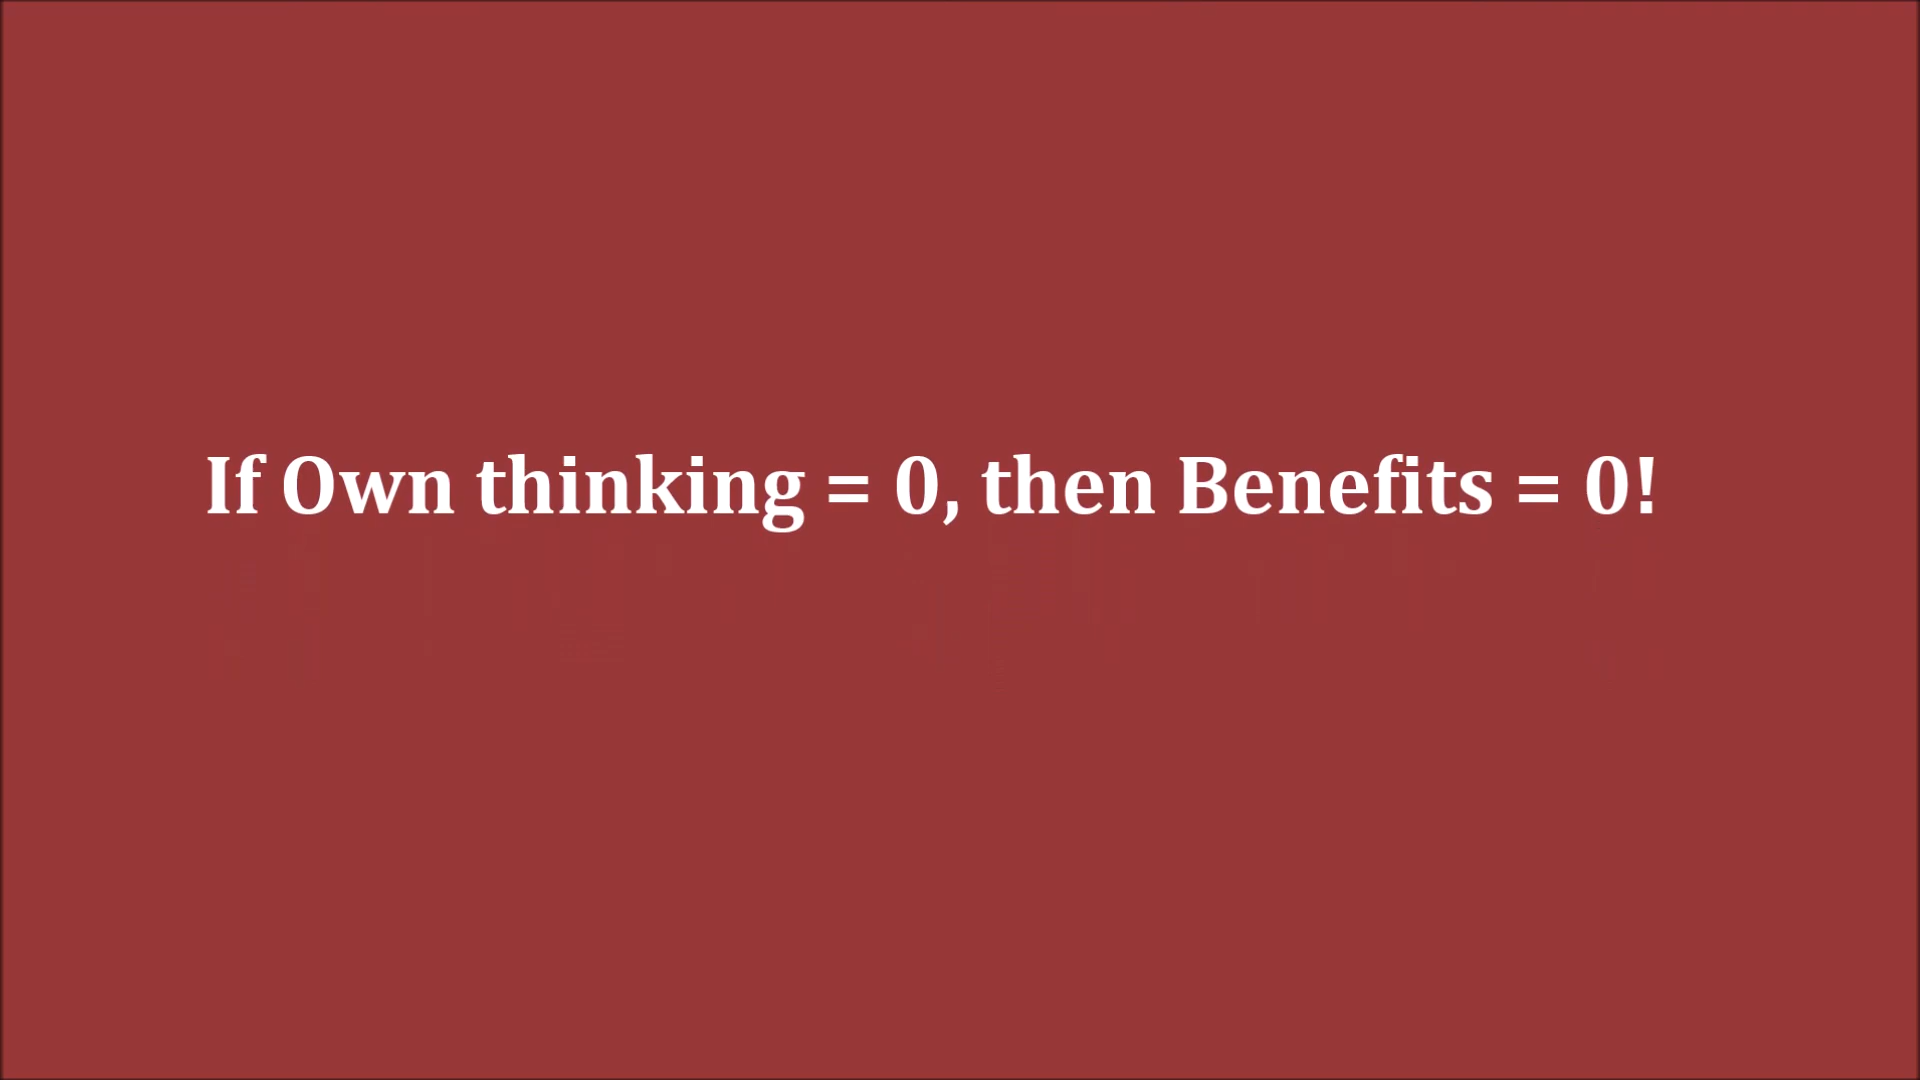 If Own thinking = 0, then Benefits = 0!